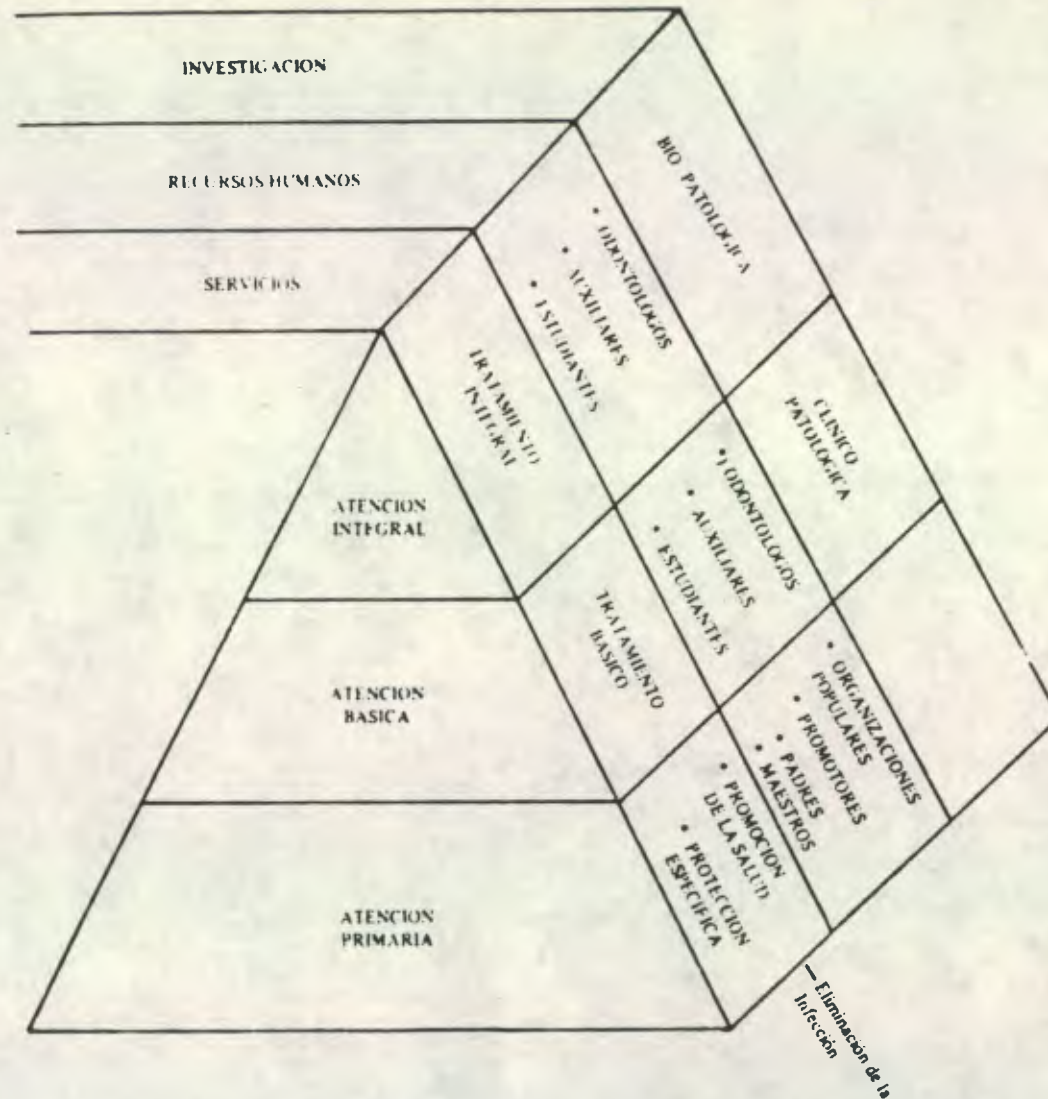 INVESTIGACION
RECURSOS HUMANOS
SERVICIOS
ATENCION
INTEGRAL
ATENCION
BASICA
ATENCION
PRIMARIA
TRATAMIENTO
INTEGRAL
TRATAMIENTO
BASICO
• PROMOCION
DE LA SALUD
• PROTECCION
ESPECIFICA
• ODONTOLOGOS
• AUXILIARES
• ESTUDIANTES
• ODONTOLOGOS
• AUXILIARES
• ESTUDIANTES
• ORGANIZACIONES
POPULARES
• PROMOTORES
• PADRES
• MAESTROS
BIO PATOLOGICA
CLINICO
PATOLOGICA
— Eliminación de la
Infección